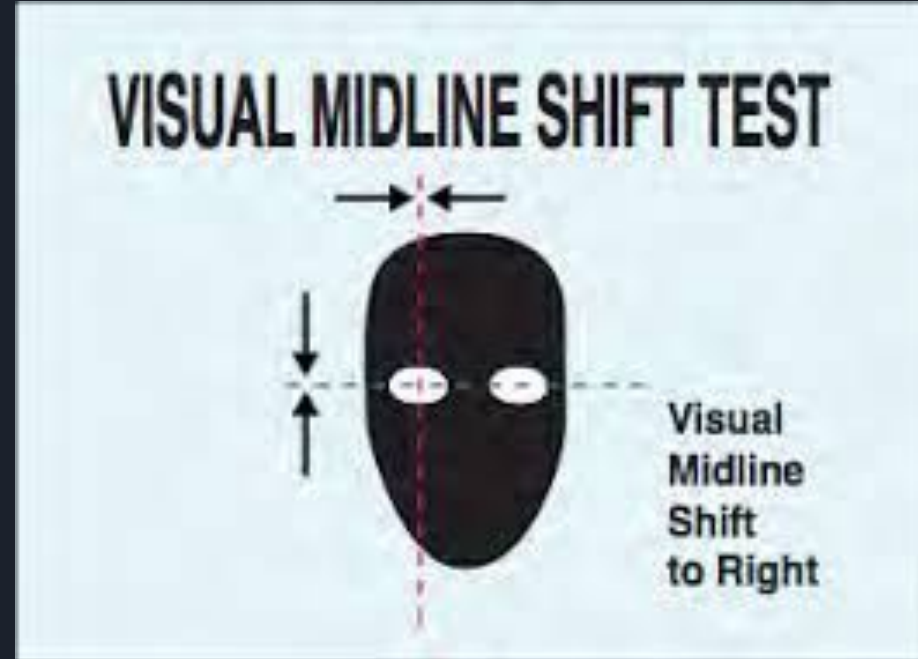 VISUAL MIDLINE SHIFT TEST
Visual
Midline
Shift
to Right